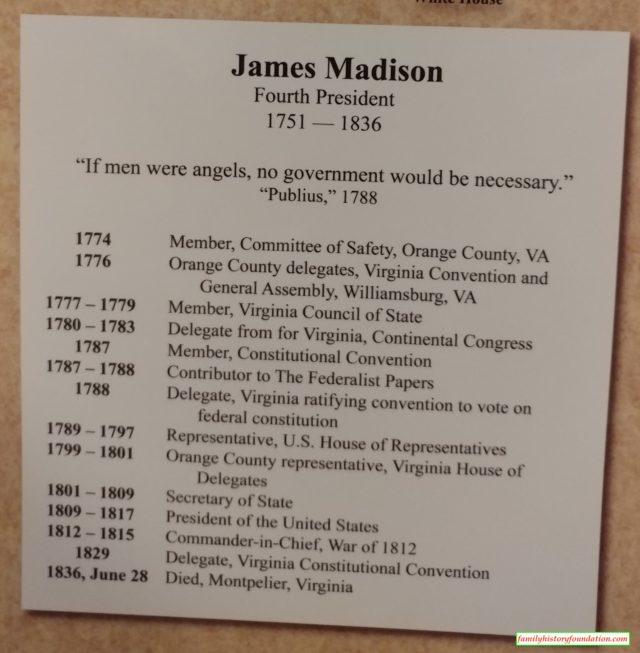 White House
James Madison
Fourth President
1751 — 1836
“If men were angels, no government would be necessary.”
“Publius,” 1788
1774 Member, Committee of Safety, Orange County, VA
1776 Orange County delegates, Virginia Convention and
General Assembly, Williamsburg, VA
1777 – 1779 Member, Virginia Council of State
1780 – 1783 Delegate from for Virginia, Continental Congress
1787 Member, Constitutional Convention
1787 – 1788 Contributor to The Federalist Papers
1788 Delegate, Virginia ratifying convention to vote on
federal constitution
1789 – 1797 Representative, U.S. House of Representatives
1799 – 1801 Orange County representative, Virginia House of
Delegates
1801 – 1809 Secretary of State
1809 – 1817 President of the United States
1812 – 1815 Commander-in-Chief, War of 1812
1829 Delegate, Virginia Constitutional Convention
1836, June 28 Died, Montpelier, Virginia
familyhistoryfoundation.com